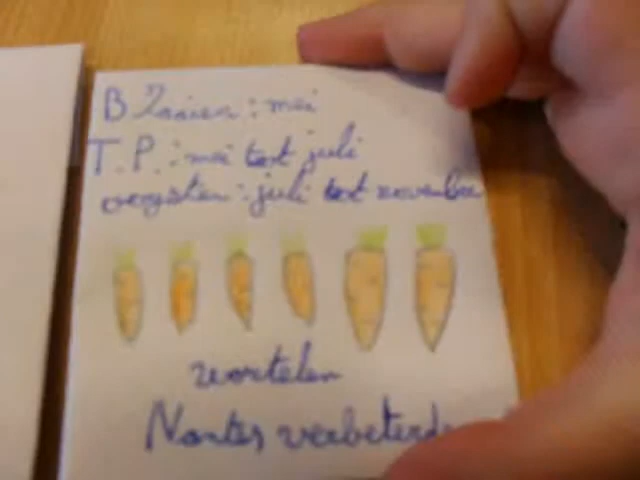 B Zaaien: mei
T.P.: mei tot juli
oogsten: juli tot november
wortelen
Nantes verbeterde